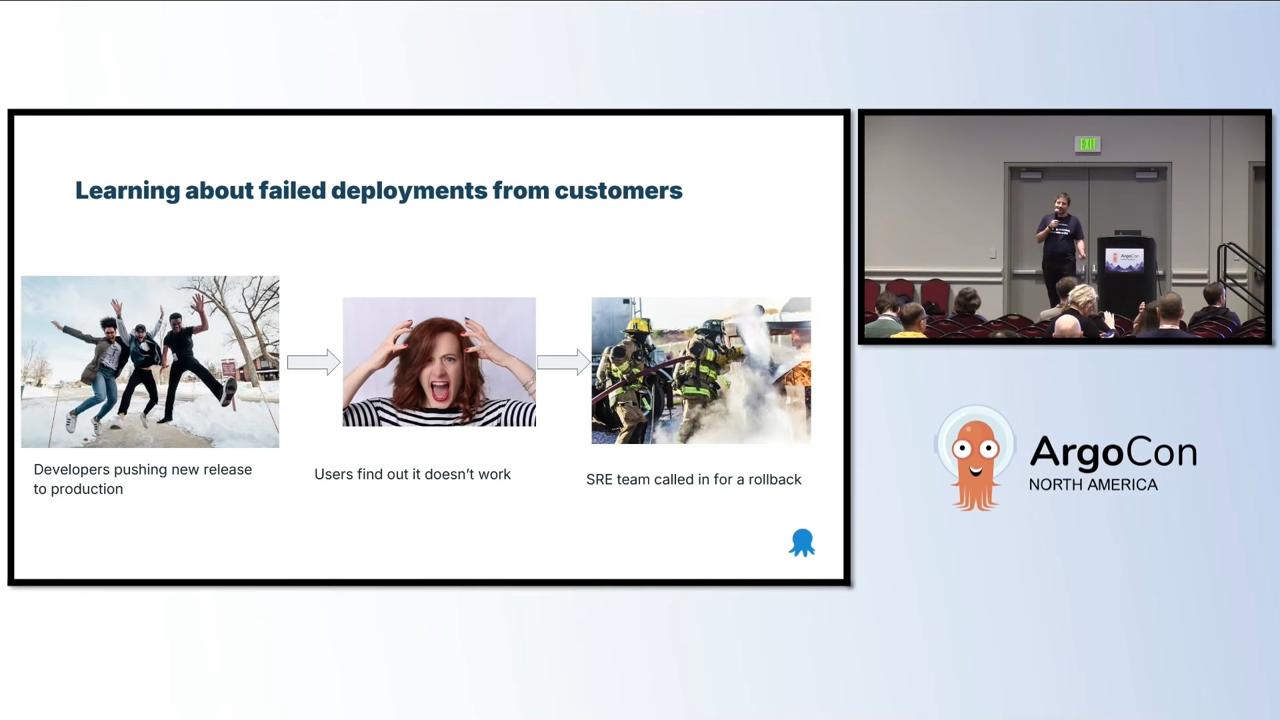 Learning about failed deployments from customers
Developers pushing new release
to production
Users find out it doesn't work
SRE team called in for a rollback
EXIT
ArgoCon
ArgoCon
NORTH AMERICA